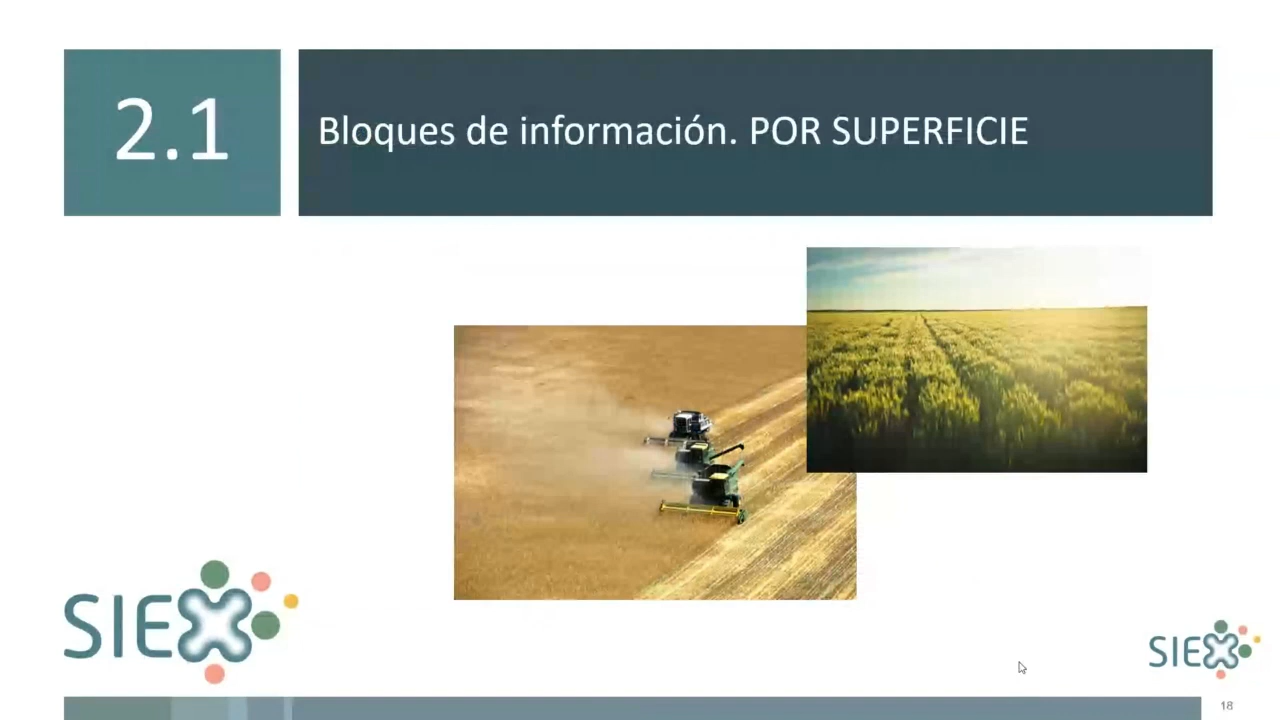 2.1
Bloques de información. POR SUPERFICIE
SIEX
SIEX
18